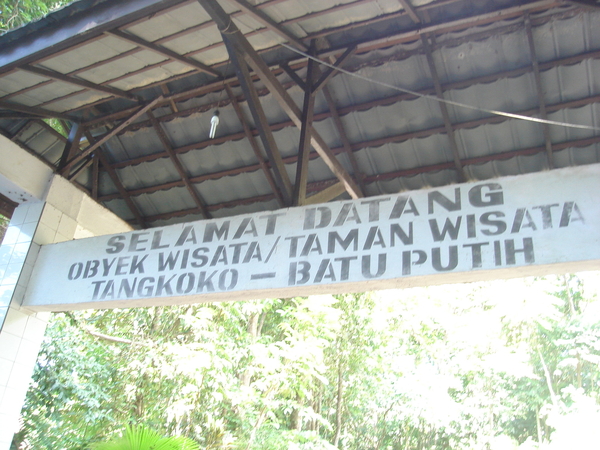 SELAMAT DATANG
OBYEK WISATA/TAMAN WISATA
TANGKOKO – BATU PUTIH